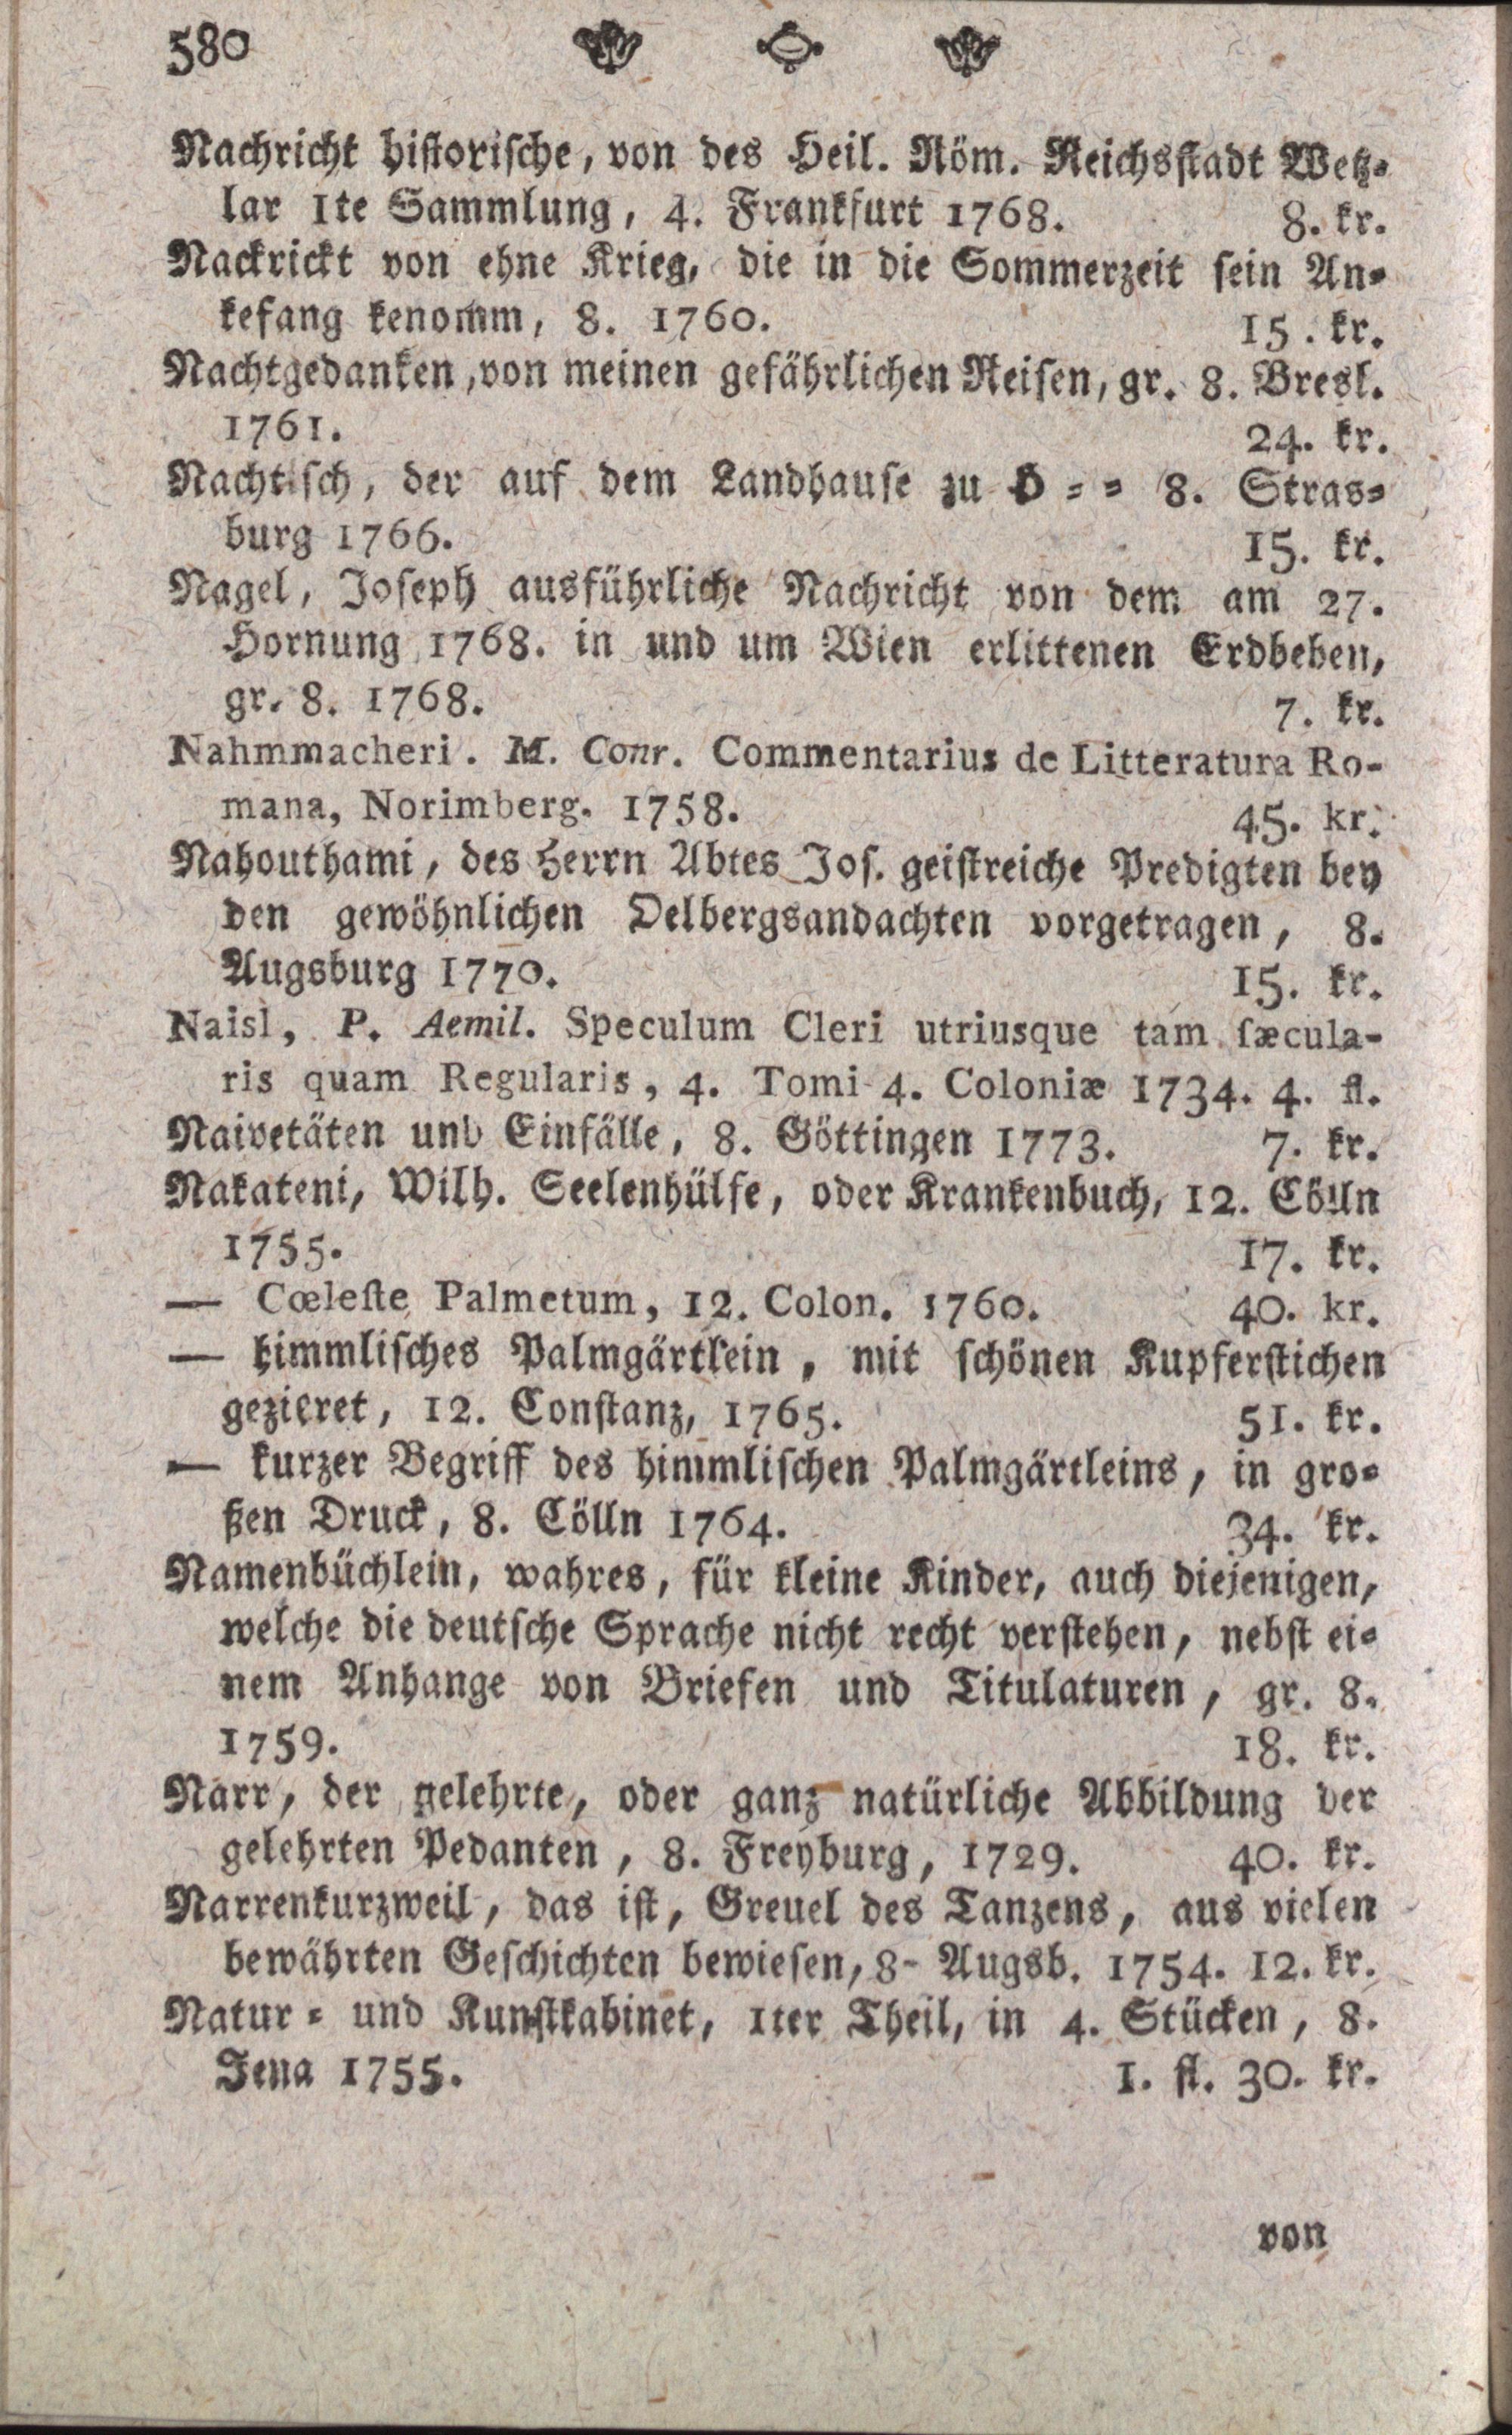 580
Nachricht historische, von des Heil. Röm. Reichsstadt Wetz-
lar 1te Sammlung, 4. Frankfurt 1768. 8. kr.
Nackrickt von ehne Krieg, die in die Sommerzeit sein An-
kefang kenomm, 8. 1760. 15. kr.
Nachtgedanken, von meinen gefährlichen Reisen, gr. 8. Bresl.
1761. 24. kr.
Nachtisch, der auf dem Landhause zu H = = 8. Stras-
burg 1766. 15. kr.
Nagel, Joseph ausführliche Nachricht von dem am 27.
Hornung 1768. in und um Wien erlittenen Erdbeben,
gr. 8. 1768. 7. kr.
Nahmmacheri. M. Conr. Commentarius de Litteratura Ro-
mana, Norimberg. 1758. 45. kr.
Nahouthami, des Herrn Abtes Jos. geistreiche Predigten bey
den gewöhnlichen Oelbergsandachten vorgetragen, 8.
Augsburg 1770. 15. kr.
Naisl, P. Aemil. Speculum Cleri utriusque tam sæcula-
ris quam Regularis, 4. Tomi 4. Coloniæ 1734. 4. fl.
Naivetäten und Einfälle, 8. Göttingen 1773. 7. kr.
Nakateni, Wilh. Seelenhülfe, oder Krankenbuch, 12. Cölln
1755. 17. kr.
— Cœleste Palmetum, 12. Colon. 1760. 40. kr.
— himmlisches Palmgärtlein, mit schönen Kupferstichen
gezieret, 12. Constanz, 1765. 51. kr.
— kurzer Begriff des himmlischen Palmgärtleins, in gro-
ßen Druck, 8. Cölln 1764. 34. kr.
Namenbüchlein, wahres, für kleine Kinder, auch diejenigen,
welche die deutsche Sprache nicht recht verstehen, nebst ei-
nem Anhange von Briefen und Titulaturen, gr. 8.
1759. 18. kr.
Narr, der gelehrte, oder ganz natürliche Abbildung der
gelehrten Pedanten, 8. Freyburg, 1729. 40. kr.
Narrenkurzweil, das ist, Greuel des Tanzens, aus vielen
bewährten Geschichten bewiesen, 8- Augsb. 1754. 12. kr.
Natur- und Kunstkabinet, 1ter Theil, in 4. Stücken, 8.
Jena 1755. 1. fl. 30. kr.
von